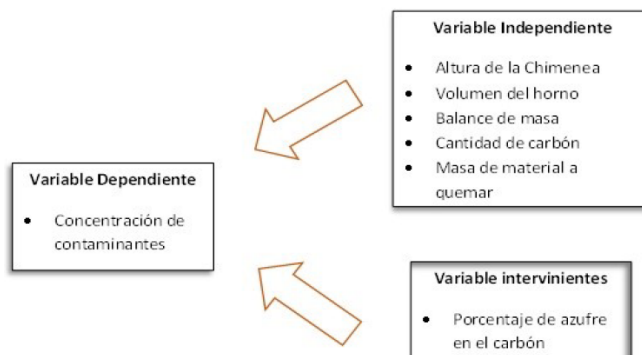 Variable Independiente
• Altura de la Chimenea
• Volumen del horno
• Balance de masa
• Cantidad de carbón
• Masa de material a
quemar
Variable Dependiente
• Concentración de
contaminantes
Variable intervinientes
• Porcentaje de azufre
en el carbón